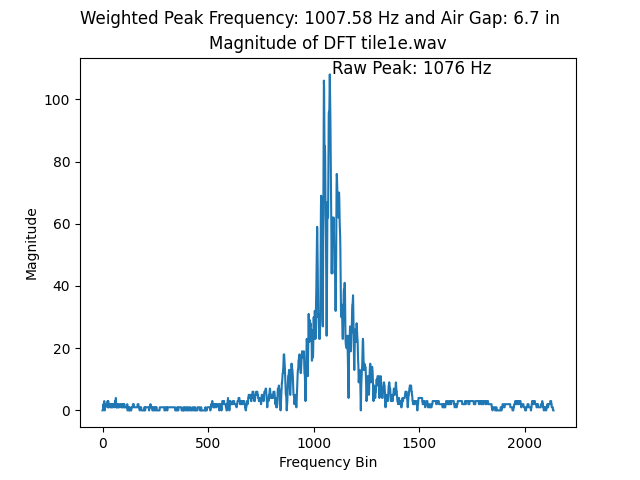 Weighted Peak Frequency: 1007.58 Hz and Air Gap: 6.7 in
Magnitude of DFT tile1e.wav
Raw Peak: 1076 Hz
100
80
60
40
20
0
Magnitude
0 500 1000 1500 2000
Frequency Bin